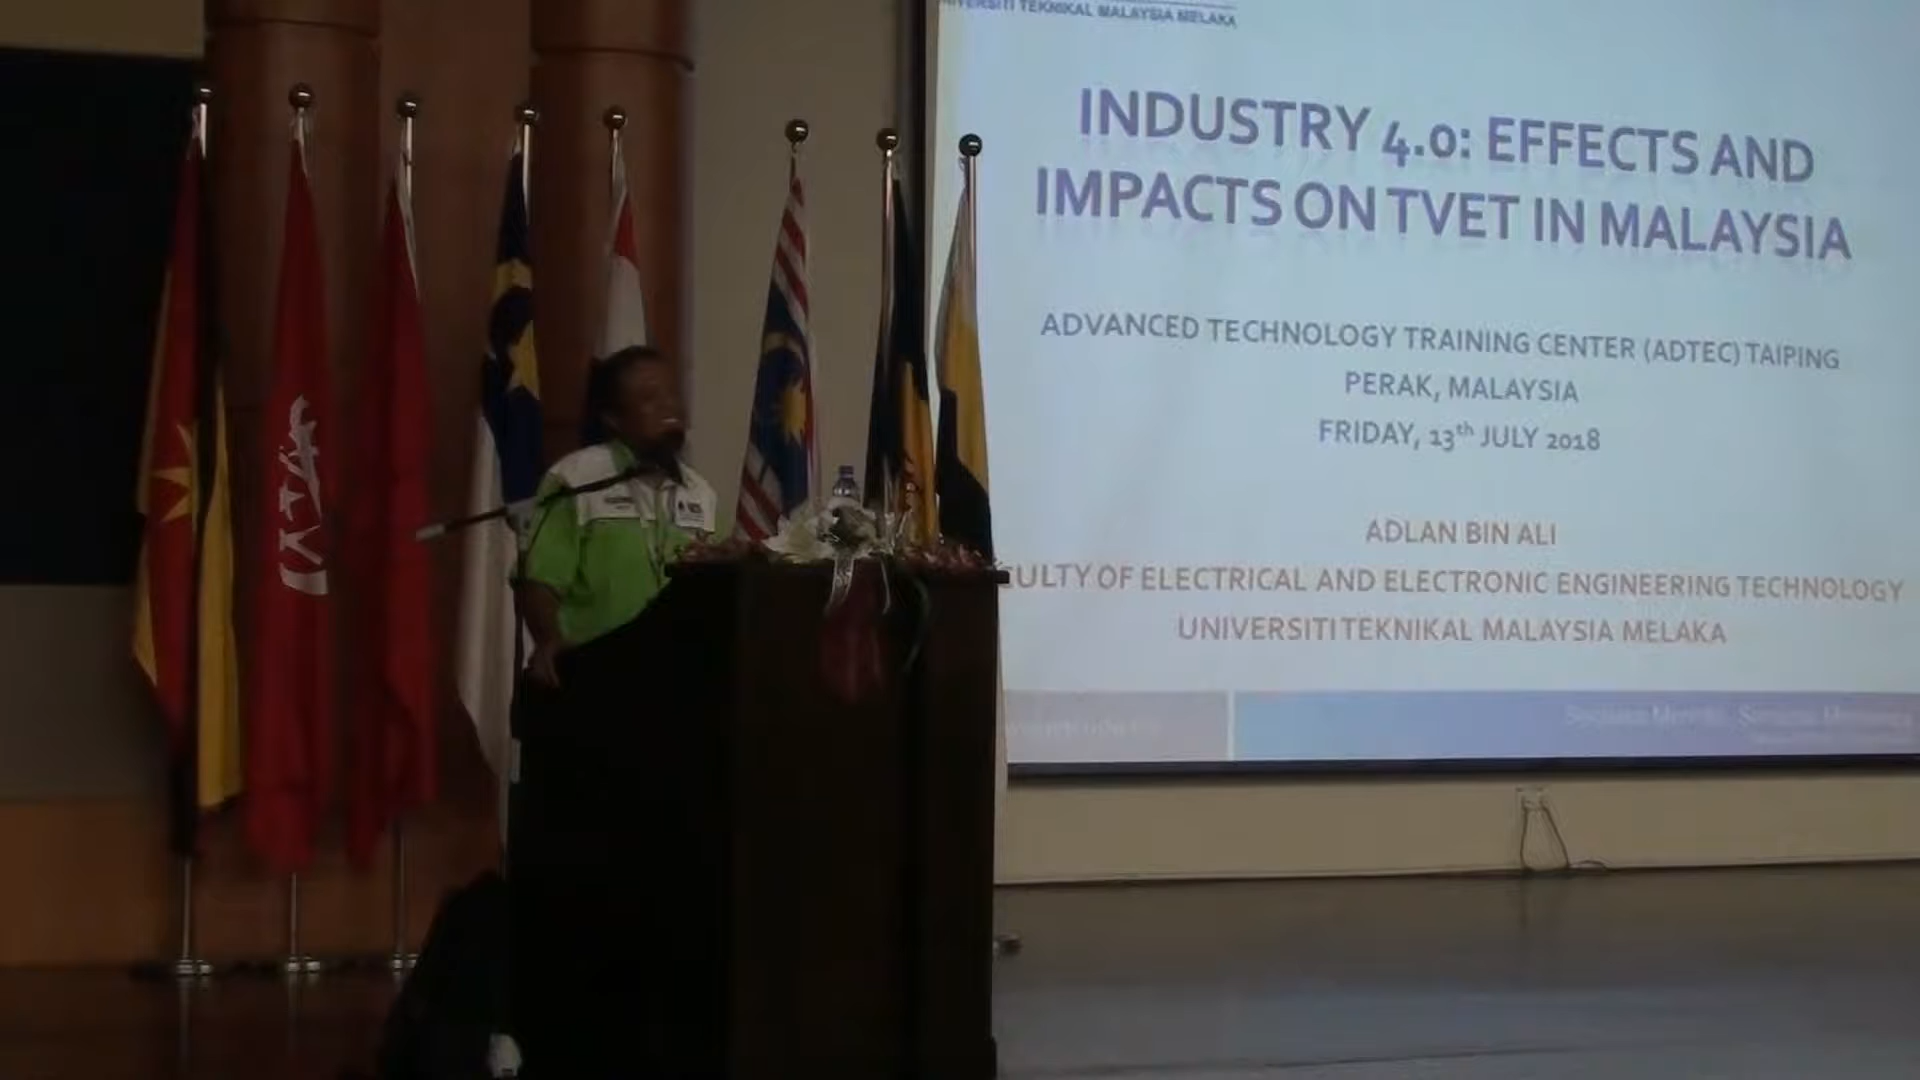 UNIVERSITI TEKNIKAL MALAYSIA MELAKA
INDUSTRY 4.0: EFFECTS AND
IMPACTS ON TVET IN MALAYSIA
ADVANCED TECHNOLOGY TRAINING CENTER (ADTEC) TAIPING
PERAK, MALAYSIA
FRIDAY, 13th JULY 2018
ADLAN BIN ALI
CULTY OF ELECTRICAL AND ELECTRONIC ENGINEERING TECHNOLOGY
UNIVERSITI TEKNIKAL MALAYSIA MELAKA